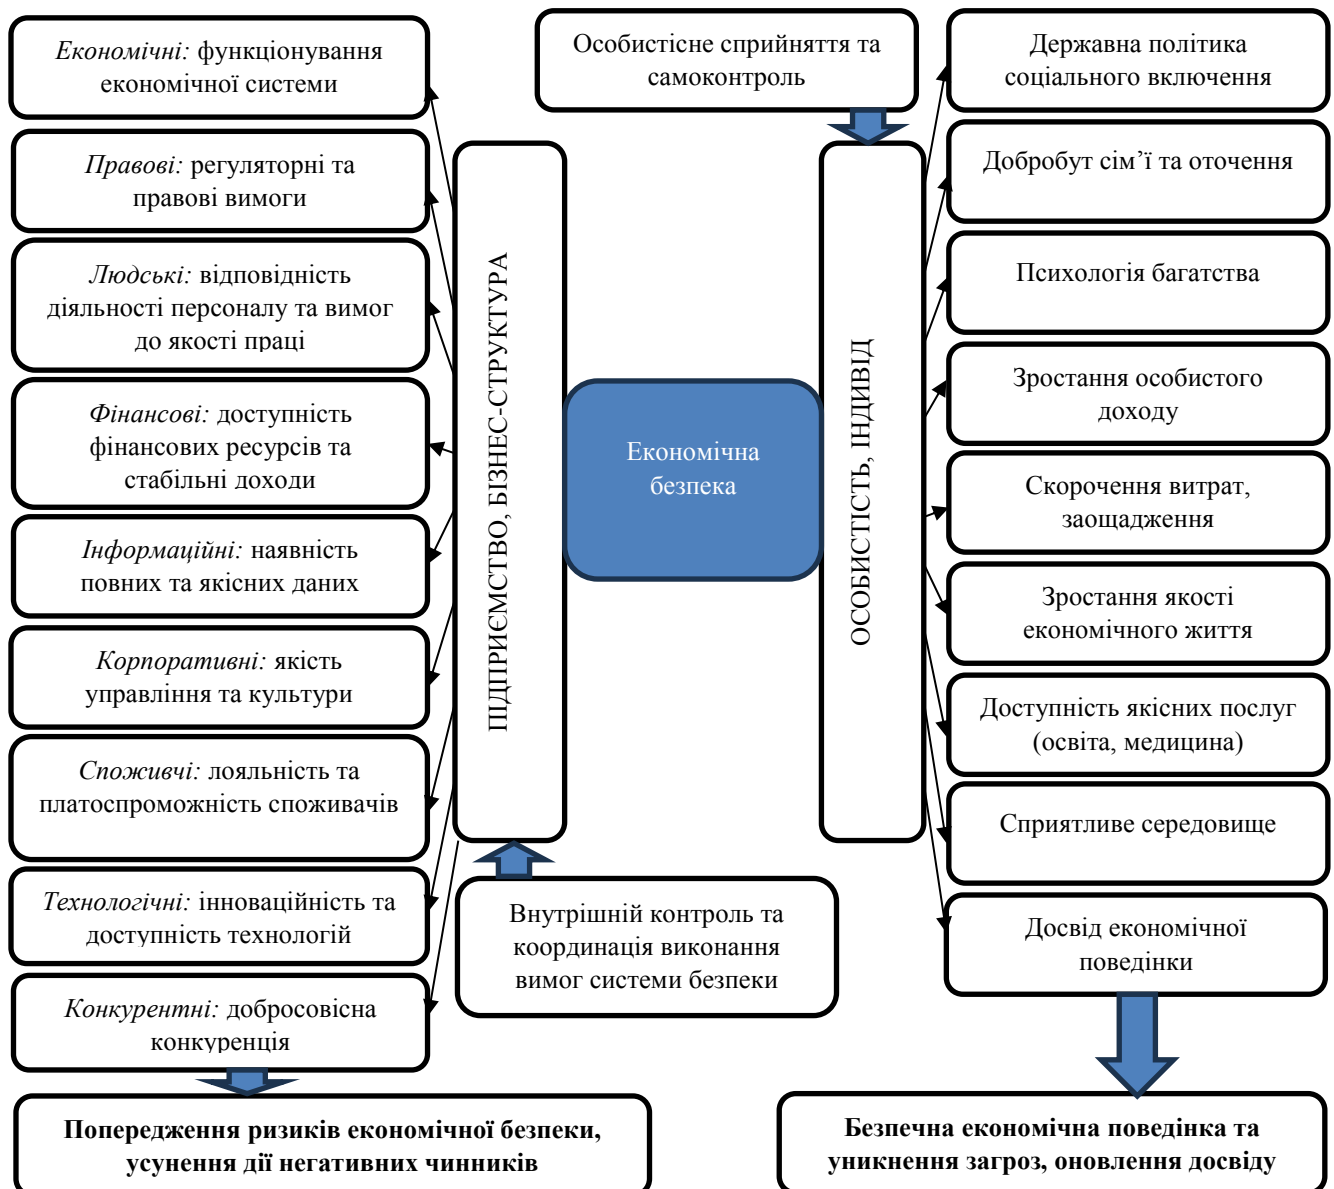 Економічні: функціонування
економічної системи
Правові: регуляторні та
правові вимоги
Людські: відповідність
діяльності персоналу та вимог
до якості праці
Фінансові: доступність
фінансових ресурсів та
стабільні доходи
Інформаційні: наявність
повних та якісних даних
Корпоративні: якість
управління та культури
Споживчі: лояльність та
платоспроможність споживачів
Технологічні: інноваційність та
доступність технологій
Конкурентні: добросовісна
конкуренція
Попередження ризиків економічної безпеки,
усунення дії негативних чинників
ПІДПРИЄМСТВО, БІЗНЕС-СТРУКТУРА
Внутрішній контроль та
координація виконання
вимог системи безпеки
Економічна
безпека
Особистісне сприйняття та
самоконтроль
ОСОБИСТІСТЬ, ІНДИВІД
Державна політика
соціального включення
Добробут сім’ї та оточення
Психологія багатства
Зростання особистого
доходу
Скорочення витрат,
заощадження
Зростання якості
економічного життя
Доступність якісних послуг
(освіта, медицина)
Сприятливе середовище
Досвід економічної
поведінки
Безпечна економічна поведінка та
уникнення загроз, оновлення досвіду